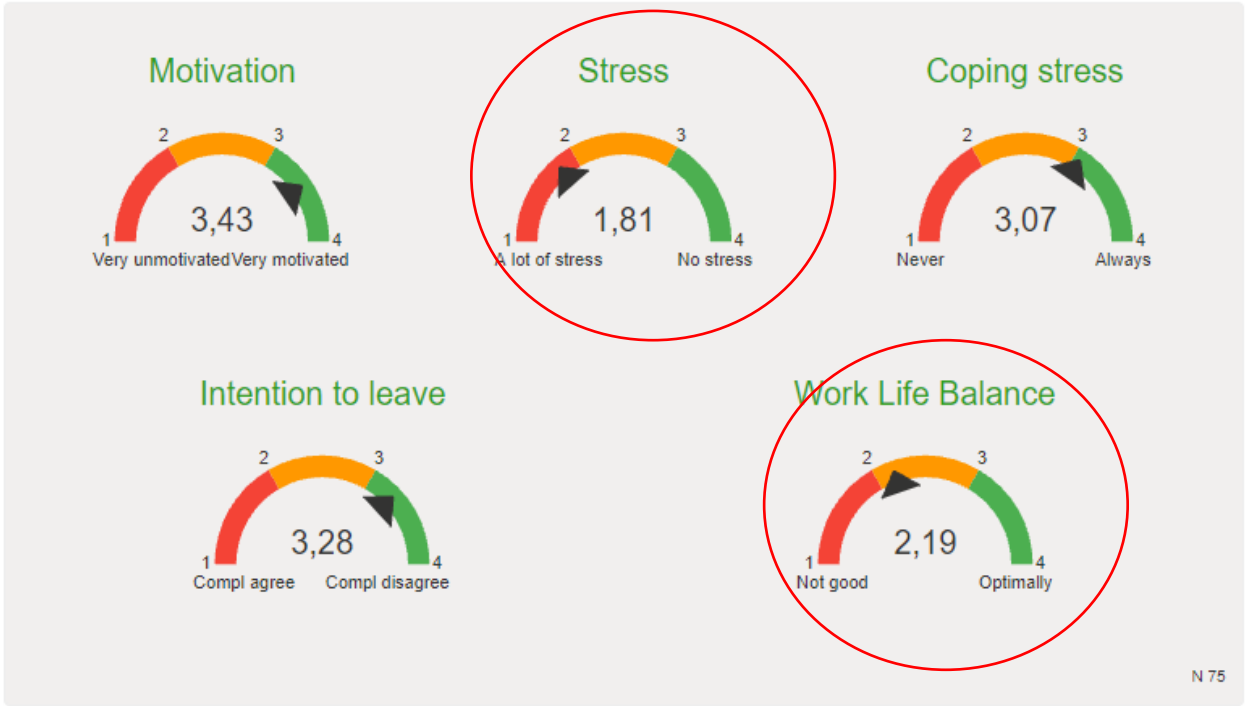 Motivation
2 3
3,43
1 4
Very unmotivated Very motivated
Stress
2 3
1,81
1 4
A lot of stress No stress
Coping stress
2 3
3,07
1 4
Never Always
Intention to leave
2 3
3,28
1 4
Compl agree Compl disagree
Work Life Balance
2 3
2,19
1 4
Not good Optimally
N 75